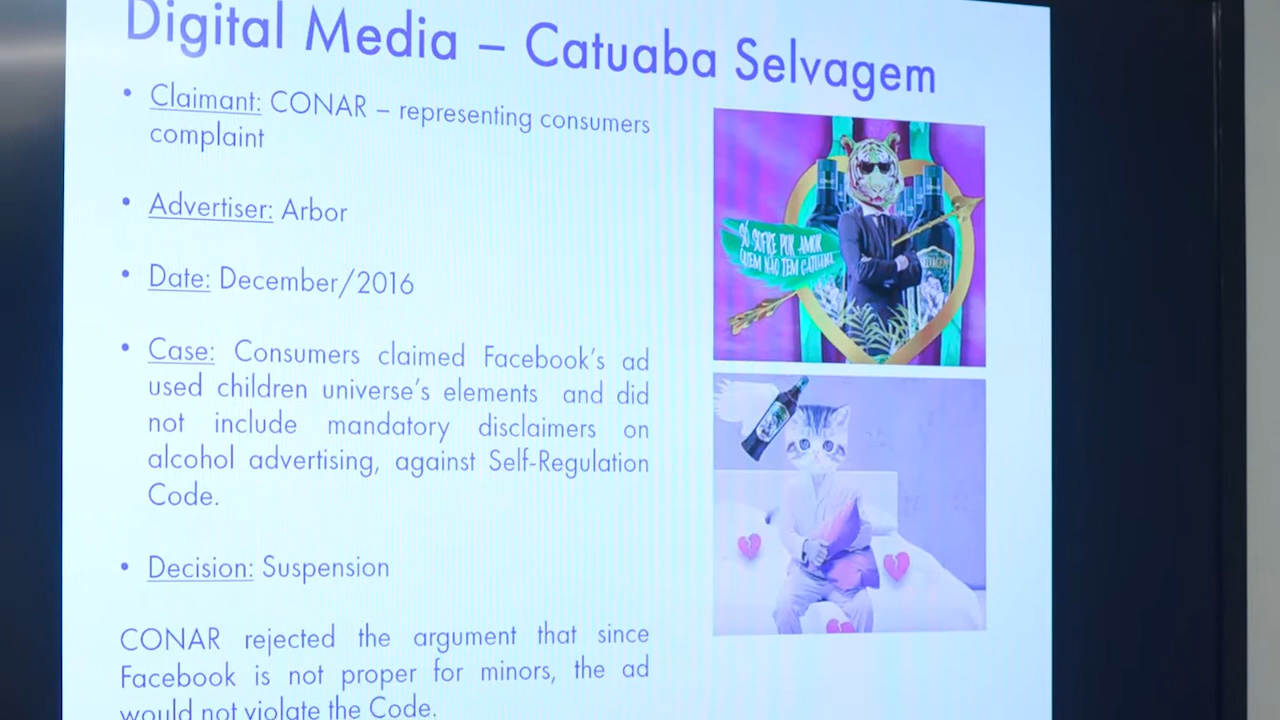 Digital Media – Catuaba Selvagem
• Claimant: CONAR – representing consumers
complaint
• Advertiser: Arbor
• Date: December/2016
• Case: Consumers claimed Facebook's ad
used children universe's elements and did
not include mandatory disclaimers on
alcohol advertising, against Self-Regulation
Code.
• Decision: Suspension
CONAR rejected the argument that since
Facebook is not proper for minors, the ad
would not violate the Code.
SÓ SOFRE POR AMOR
QUEM NÃO TEM CATUABA
SELVAGEM